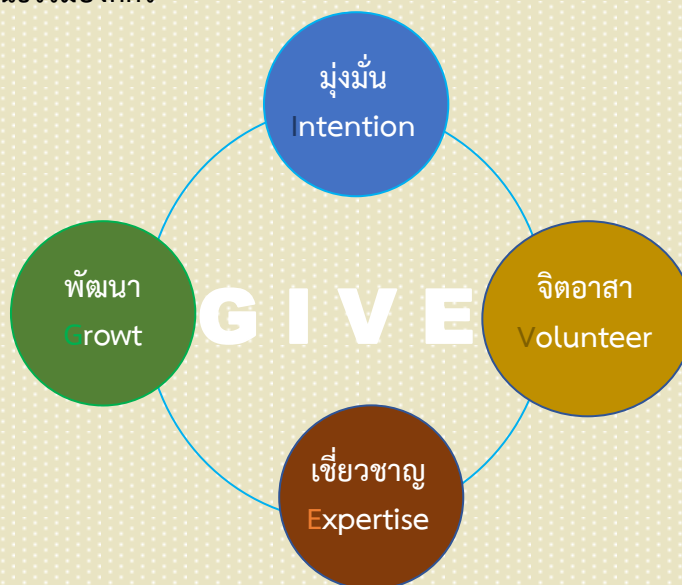 มุ่งมั่น
Intention
พัฒนา
Growt
G I V E
จิตอาสา
Volunteer
เชี่ยวชาญ
Expertise